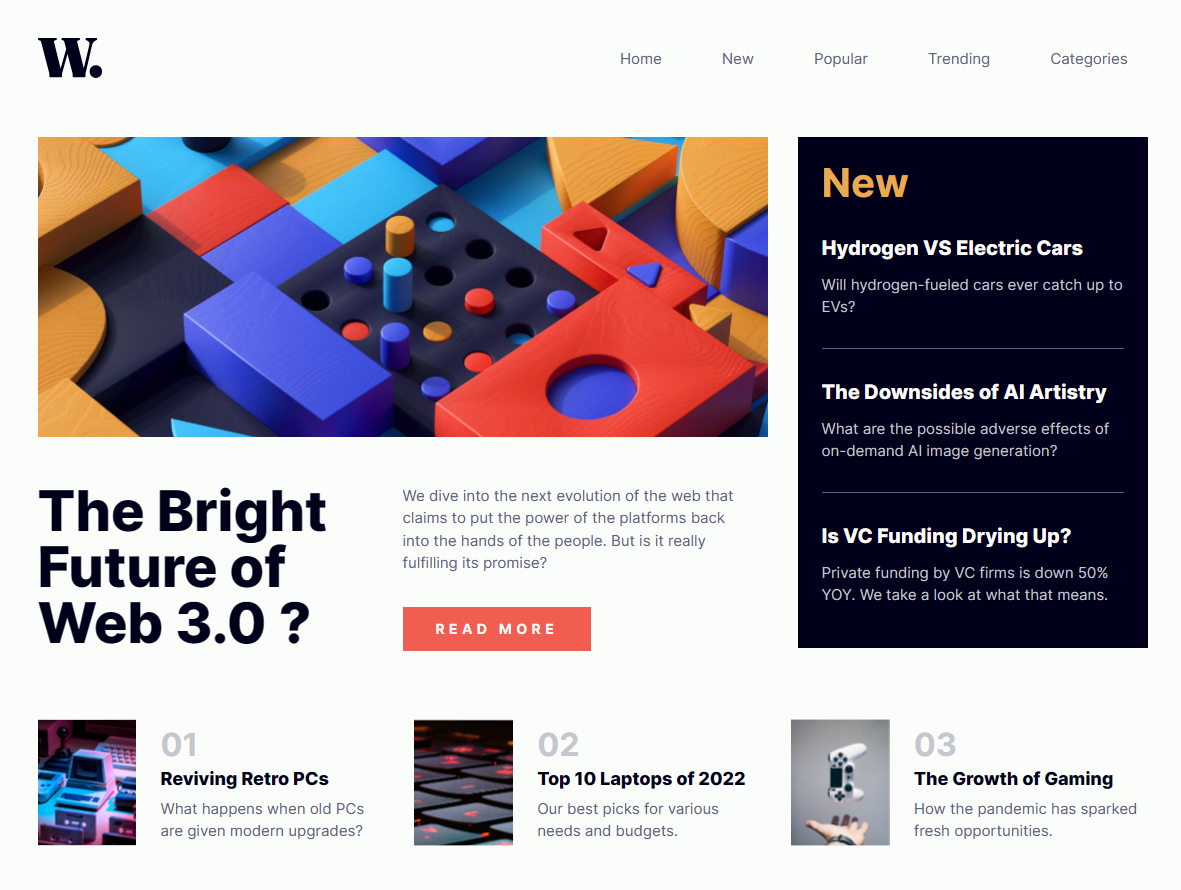 W.
Home New Popular Trending Categories
The Bright
Future of
Web 3.0 ?
We dive into the next evolution of the web that
claims to put the power of the platforms back
into the hands of the people. But is it really
fulfilling its promise?
READ MORE
New
Hydrogen VS Electric Cars
Will hydrogen-fueled cars ever catch up to
EVs?
The Downsides of AI Artistry
What are the possible adverse effects of
on-demand AI image generation?
Is VC Funding Drying Up?
Private funding by VC firms is down 50%
YOY. We take a look at what that means.
01
Reviving Retro PCs
What happens when old PCs
are given modern upgrades?
02
Top 10 Laptops of 2022
Our best picks for various
needs and budgets.
03
The Growth of Gaming
How the pandemic has sparked
fresh opportunities.